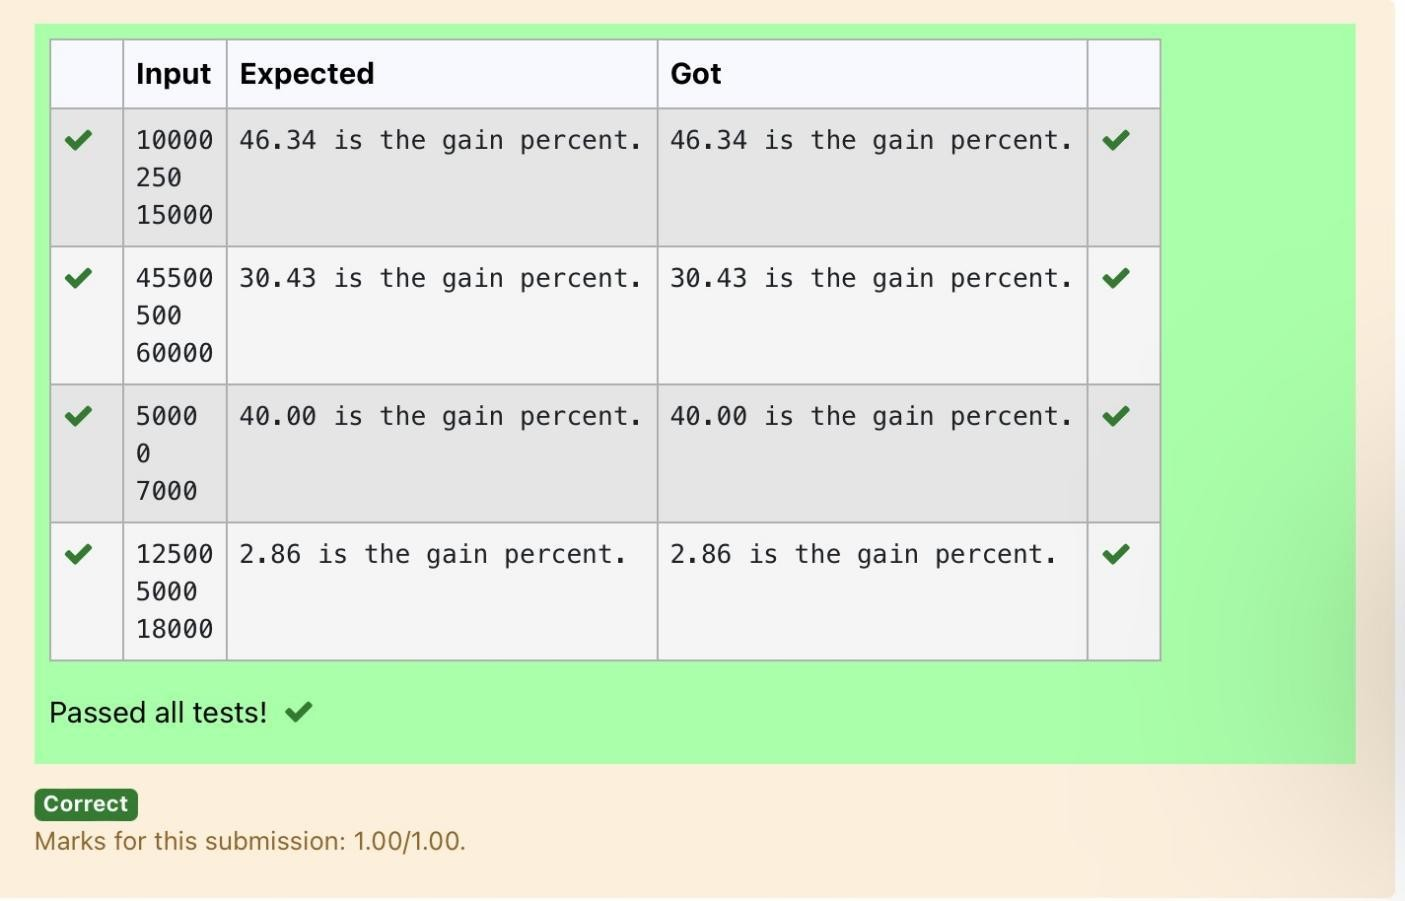 Input Expected Got
10000 46.34 is the gain percent. 46.34 is the gain percent.
250
15000
45500 30.43 is the gain percent. 30.43 is the gain percent.
500
60000
5000 40.00 is the gain percent. 40.00 is the gain percent.
0
7000
12500 2.86 is the gain percent. 2.86 is the gain percent.
5000
18000
Passed all tests!
Correct
Marks for this submission: 1.00/1.00.